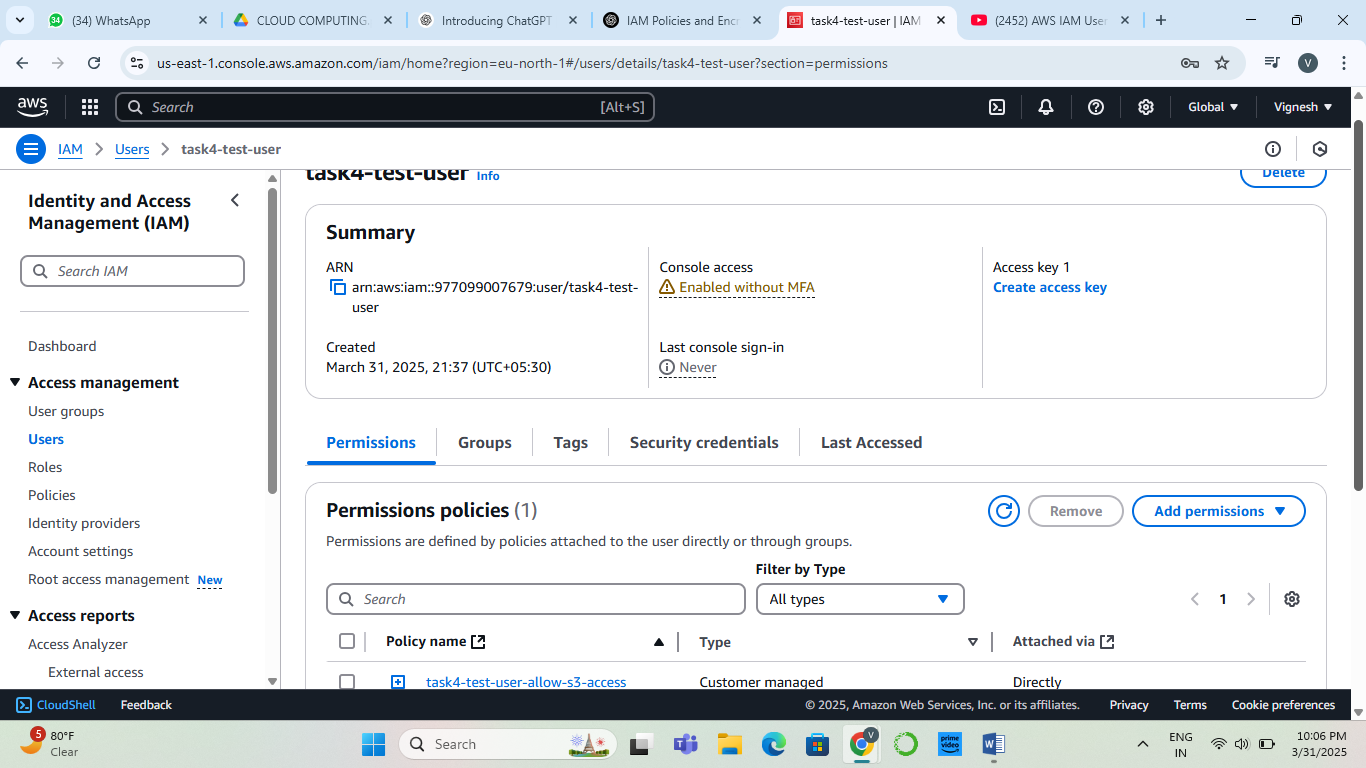 34
(34) WhatsApp
CLOUD COMPUTING.
Introducing ChatGPT
IAM Policies and Encr
task4-test-user | IAM
(2452) AWS IAM User
us-east-1.console.aws.amazon.com/iam/home?region=eu-north-1#/users/details/task4-test-user?section=permissions
V
aws
Search
[Alt+S]
Global
Vignesh
IAM
Users
task4-test-user
Identity and Access
Management (IAM)
Search IAM
Dashboard
Access management
User groups
Users
Roles
Policies
Identity providers
Account settings
Root access management New
Access reports
Access Analyzer
External access
task4-test-user Info
Delete
Summary
ARN
arn:aws:iam::977099007679:user/task4-test-
user
Console access
Enabled without MFA
Access key 1
Create access key
Created
March 31, 2025, 21:37 (UTC+05:30)
Last console sign-in
Never
Permissions
Groups
Tags
Security credentials
Last Accessed
Permissions policies (1)
Remove
Add permissions
Permissions are defined by policies attached to the user directly or through groups.
Filter by Type
Search
All types
1
Policy name
Type
Attached via
task4-test-user-allow-s3-access
Customer managed
Directly
CloudShell
Feedback
© 2025, Amazon Web Services, Inc. or its affiliates.
Privacy
Terms
Cookie preferences
5
80°F
Clear
Search
V
prime
video
ENG
IN
10:06 PM
3/31/2025